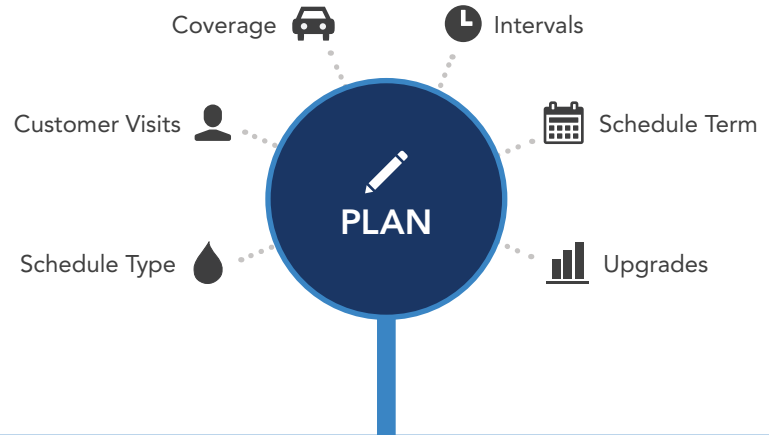 Coverage
Intervals
Customer Visits
Schedule Term
PLAN
Schedule Type
Upgrades